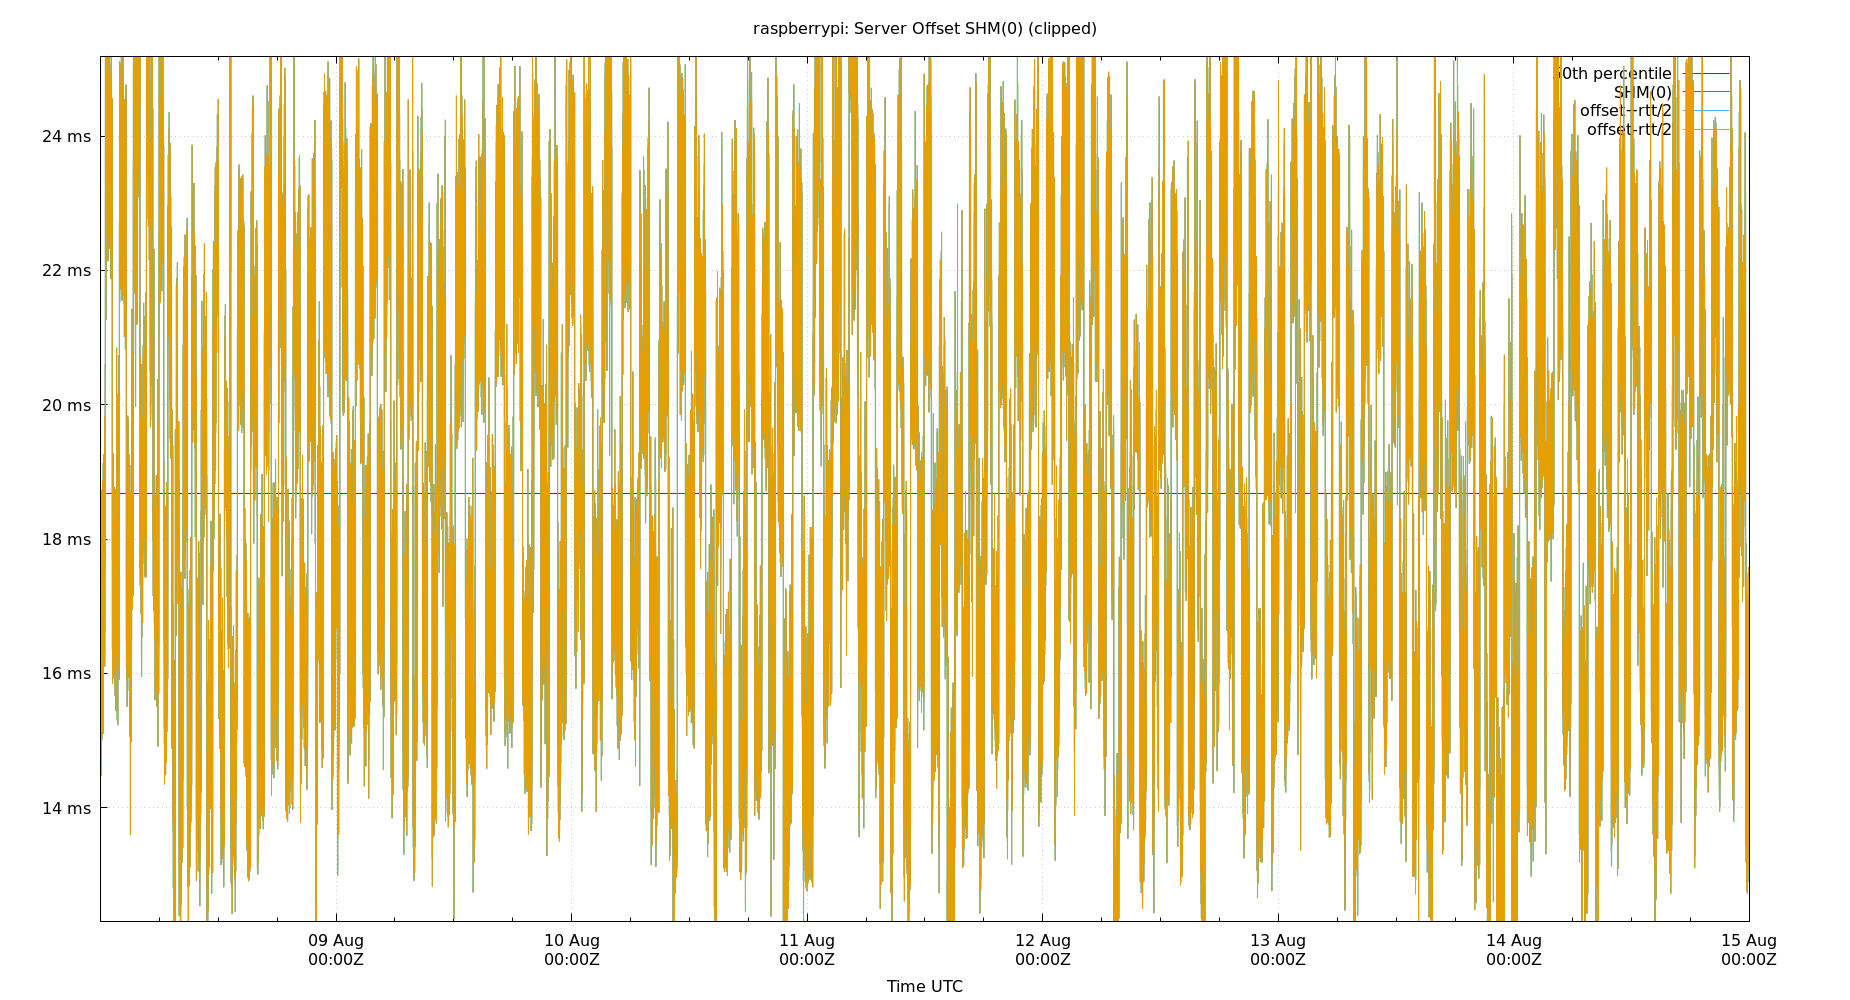 raspberrypi: Server Offset SHM(0) (clipped)
50th percentile
SHM(0)
offset+rtt/2
offset-rtt/2
24 ms
22 ms
20 ms
18 ms
16 ms
14 ms
09 Aug
00:00Z
10 Aug
00:00Z
11 Aug
00:00Z
12 Aug
00:00Z
13 Aug
00:00Z
14 Aug
00:00Z
15 Aug
00:00Z
Time UTC